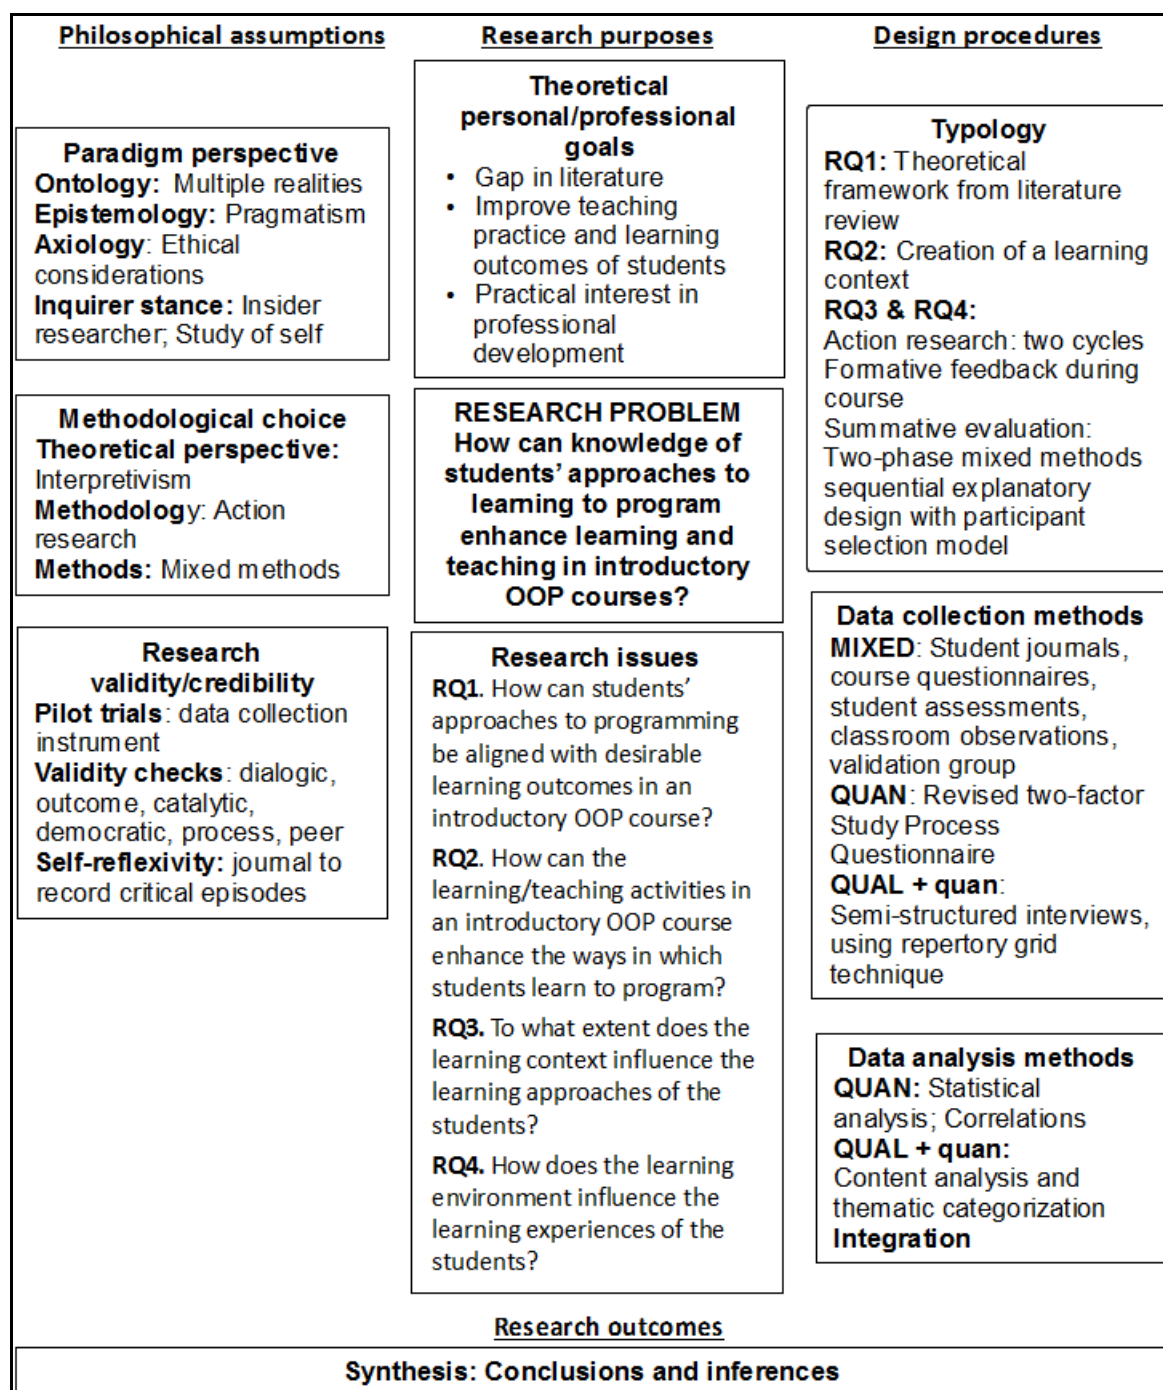 Philosophical assumptions
Paradigm perspective
Ontology: Multiple realities
Epistemology: Pragmatism
Axiology: Ethical
considerations
Inquirer stance: Insider
researcher; Study of self
Methodological choice
Theoretical perspective:
Interpretivism
Methodology: Action
research
Methods: Mixed methods
Research
validity/credibility
Pilot trials: data collection
instrument
Validity checks: dialogic,
outcome, catalytic,
democratic, process, peer
Self-reflexivity: journal to
record critical episodes
Research purposes
Theoretical
personal/professional
goals
• Gap in literature
• Improve teaching
practice and learning
outcomes of students
• Practical interest in
professional
development
RESEARCH PROBLEM
How can knowledge of
students’ approaches to
learning to program
enhance learning and
teaching in introductory
OOP courses?
Research issues
RQ1. How can students’
approaches to programming
be aligned with desirable
learning outcomes in an
introductory OOP course?
RQ2. How can the
learning/teaching activities in
an introductory OOP course
enhance the ways in which
students learn to program?
RQ3. To what extent does the
learning context influence the
learning approaches of the
students?
RQ4. How does the learning
environment influence the
learning experiences of the
students?
Design procedures
Typology
RQ1: Theoretical
framework from literature
review
RQ2: Creation of a learning
context
RQ3 & RQ4:
Action research: two cycles
Formative feedback during
course
Summative evaluation:
Two-phase mixed methods
sequential explanatory
design with participant
selection model
Data collection methods
MIXED: Student journals,
course questionnaires,
student assessments,
classroom observations,
validation group
QUAN: Revised two-factor
Study Process
Questionnaire
QUAL + quan:
Semi-structured interviews,
using repertory grid
technique
Data analysis methods
QUAN: Statistical
analysis; Correlations
QUAL + quan:
Content analysis and
thematic categorization
Integration
Research outcomes
Synthesis: Conclusions and inferences